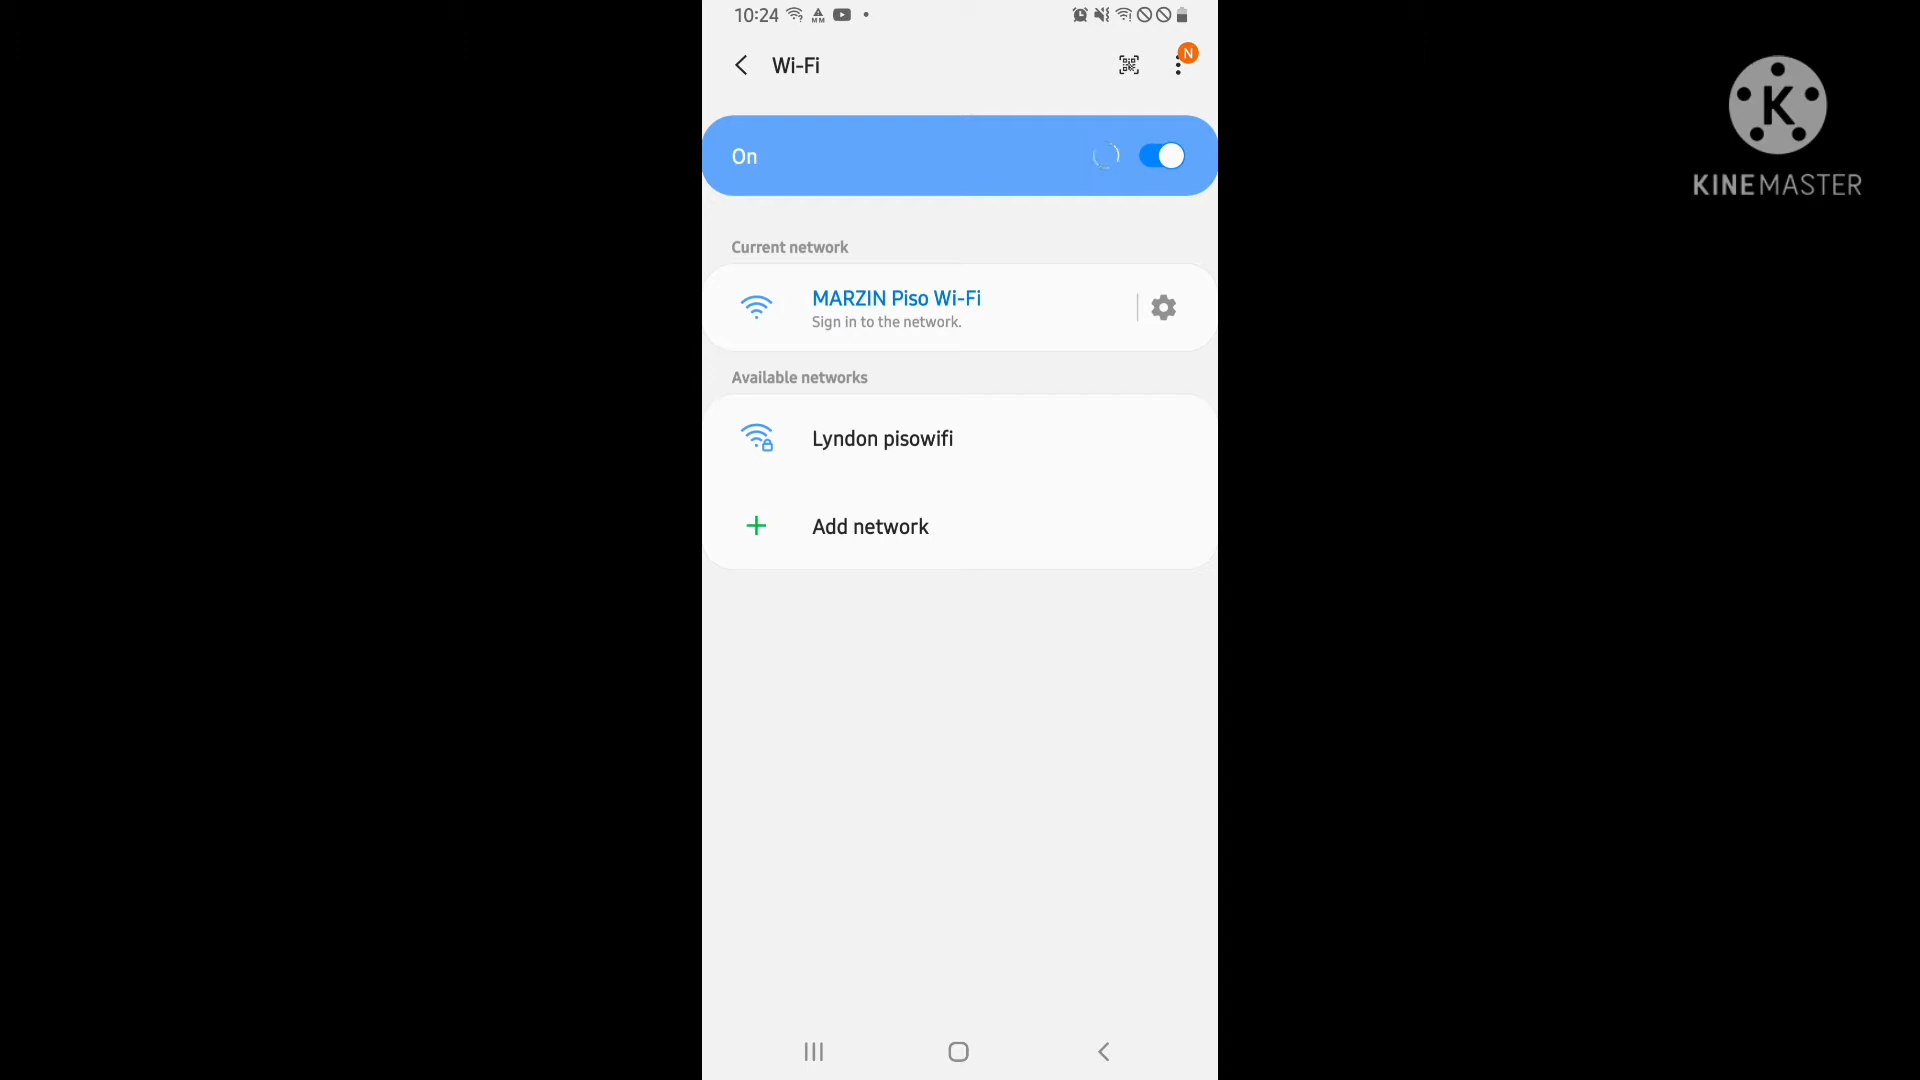 10:24
MM
Wi-Fi
N
On
Current network
MARZIN Piso Wi-Fi
Sign in to the network.
Available networks
Lyndon pisowifi
Add network
K
KINEMASTER